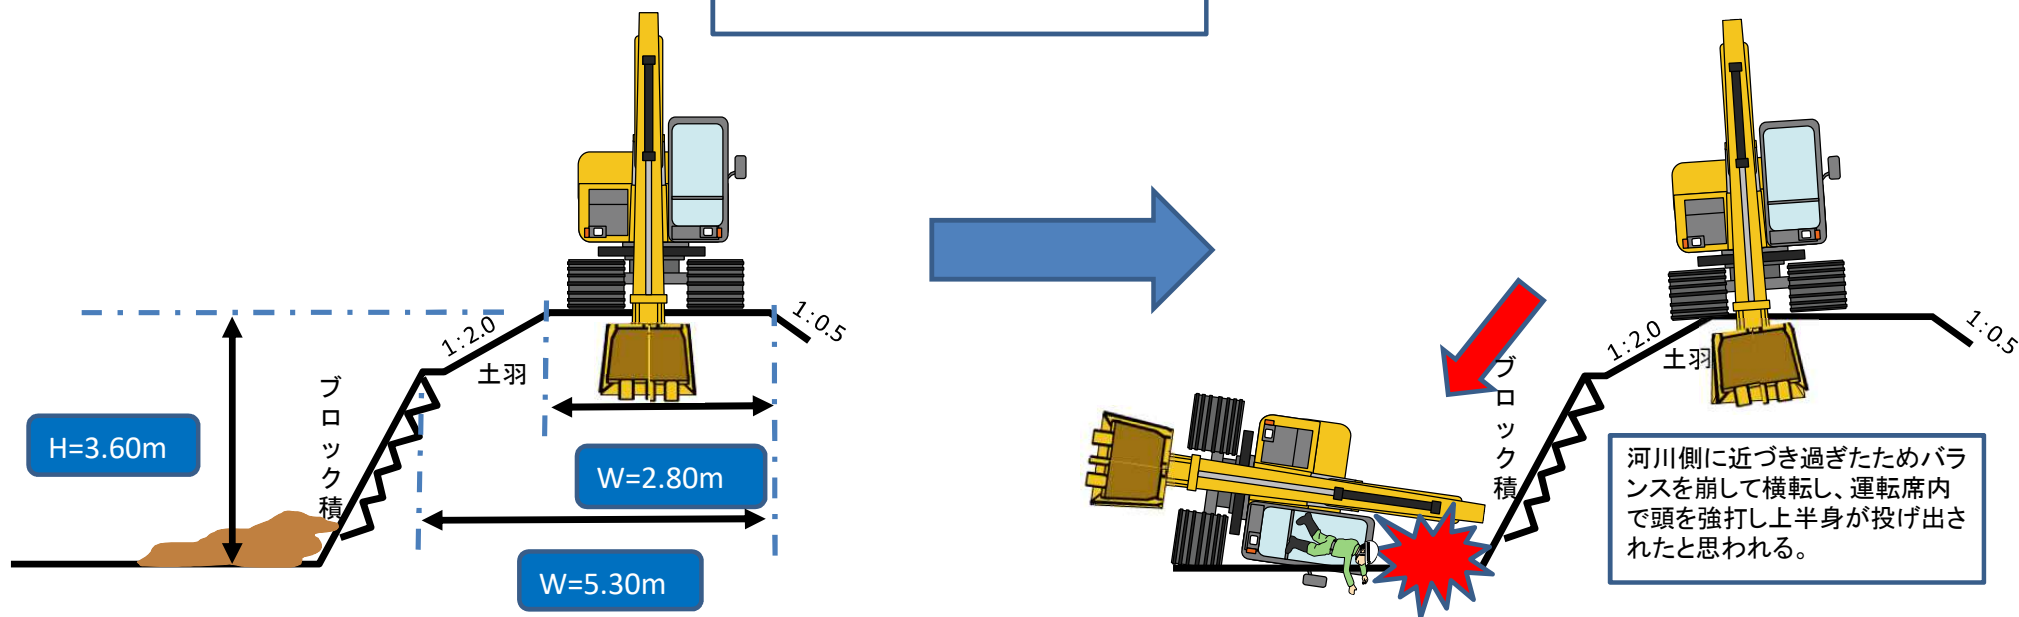 1:2.0
土羽
1:0.5
ブロック積
H=3.60m
W=2.80m
W=5.30m
1:2.0
土羽
1:0.5
ブロック積
河川側に近づき過ぎたためバラ
ンスを崩して横転し、運転席内
で頭を強打し上半身が投げ出さ
れたと思われる。